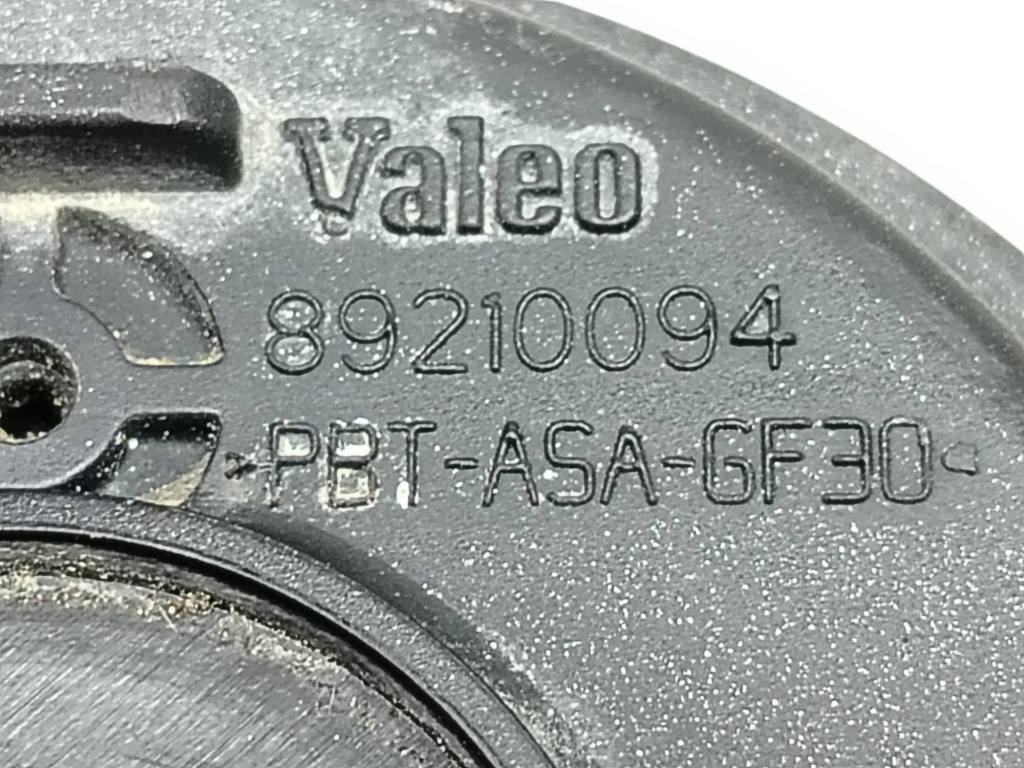 Valeo
89210094
>PBT-ASA-GF30<